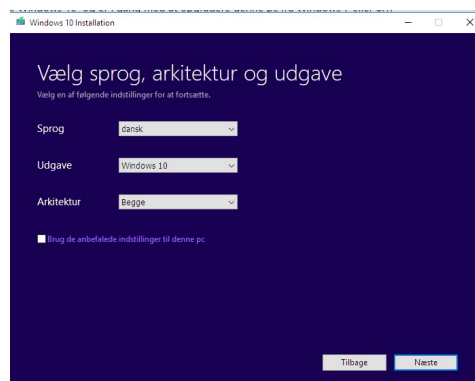 Windows 10 Installation
Vælg sprog, arkitektur og udgave
Vælg en af følgende indstillinger for at fortsætte.
Sprog dansk
Udgave Windows 10
Arkitektur Begge
Brug de anbefalede indstillinger til denne pc
Tilbage Næste